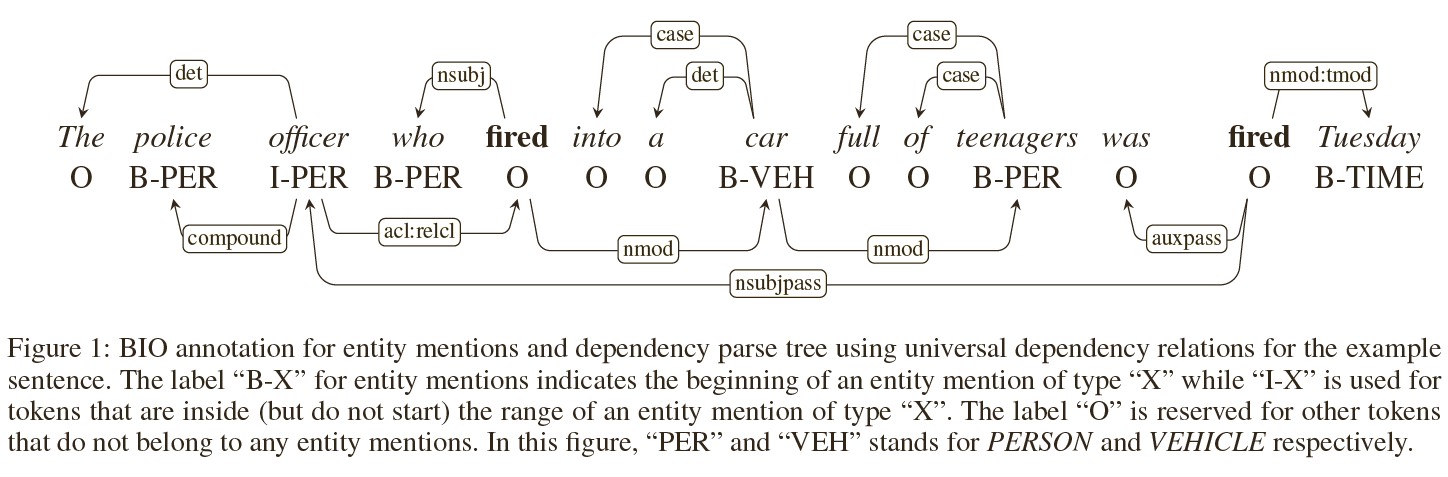 case case
det nsubj det case nmod:tmod
The police officer who fired into a car full of teenagers was fired Tuesday
O B-PER I-PER B-PER O O O B-VEH O O B-PER O O B-TIME
compound acl:relcl nmod nmod auxpass
nsubjpass
Figure 1: BIO annotation for entity mentions and dependency parse tree using universal dependency relations for the example
sentence. The label “B-X” for entity mentions indicates the beginning of an entity mention of type “X” while “I-X” is used for
tokens that are inside (but do not start) the range of an entity mention of type “X”. The label “O” is reserved for other tokens
that do not belong to any entity mentions. In this figure, “PER” and “VEH” stands for PERSON and VEHICLE respectively.